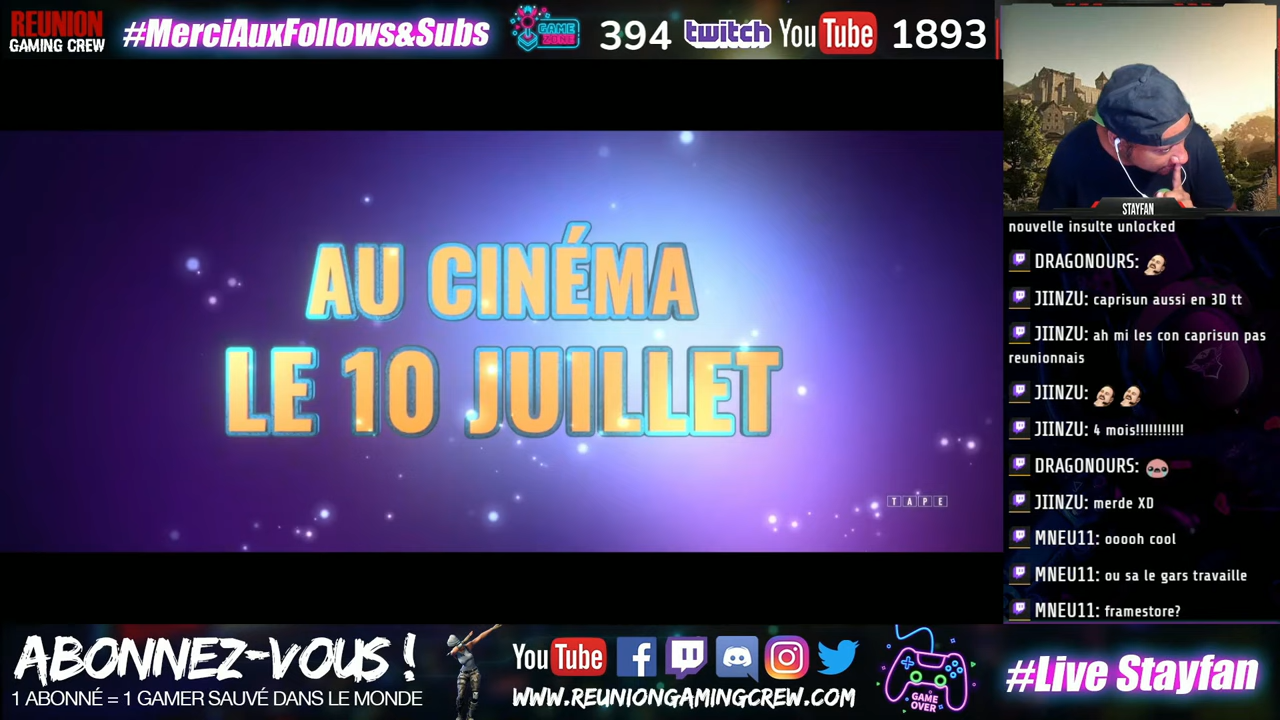 REUNION
GAMING CREW
#MerciAuxFollows&Subs
GAME
ZONE
394
twitch
YouTube
1893
STAYFAN
nouvelle insulte unlocked
DRAGONOURS:
JIINZU: caprisun aussi en 3D tt
JIINZU: ah mi les con caprisun pas
reunionnais
JIINZU:
JIINZU: 4 mois!!!!!!!!!!!
DRAGONOURS:
JIINZU: merde XD
MNEU11: ooooh cool
MNEU11: ou sa le gars travaille
MNEU11: framestore?
AU CINÉMA
LE 10 JUILLET
TAPE
ABONNEZ-VOUS !
1 ABONNÉ = 1 GAMER SAUVÉ DANS LE MONDE
YouTube
WWW.REUNIONGAMINGCREW.COM
GAME
OVER
#Live Stayfan